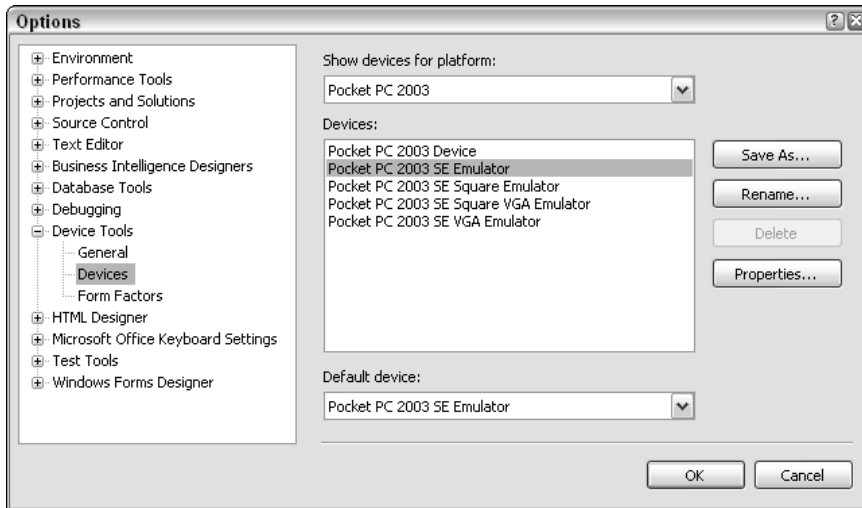 Options
Environment
Performance Tools
Projects and Solutions
Source Control
Text Editor
Business Intelligence Designers
Database Tools
Debugging
Device Tools
General
Devices
Form Factors
HTML Designer
Microsoft Office Keyboard Settings
Test Tools
Windows Forms Designer
Show devices for platform:
Pocket PC 2003
Devices:
Pocket PC 2003 Device
Pocket PC 2003 SE Emulator
Pocket PC 2003 SE Square Emulator
Pocket PC 2003 SE Square VGA Emulator
Pocket PC 2003 SE VGA Emulator
Save As...
Rename...
Delete
Properties...
Default device:
Pocket PC 2003 SE Emulator
OK
Cancel